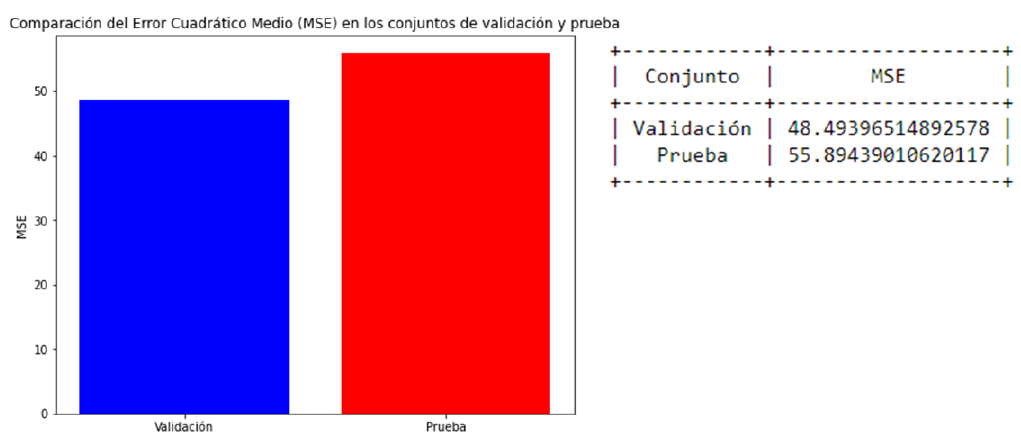 Comparación del Error Cuadrático Medio (MSE) en los conjuntos de validación y prueba
50
40
30
20
10
0
MSE
Validación Prueba
+------------+-------------------+
| Conjunto | MSE |
+------------+-------------------+
| Validación | 48.49396514892578 |
| Prueba | 55.89439010620117 |
+------------+-------------------+